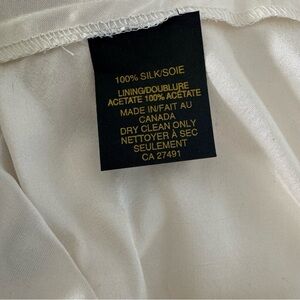 100% SILK/SOIE
LINING/DOUBLURE
ACETATE 100% ACÉTATE
MADE IN/FAIT AU
CANADA
DRY CLEAN ONLY
NETTOYER À SEC
SEULEMENT
CA 27491